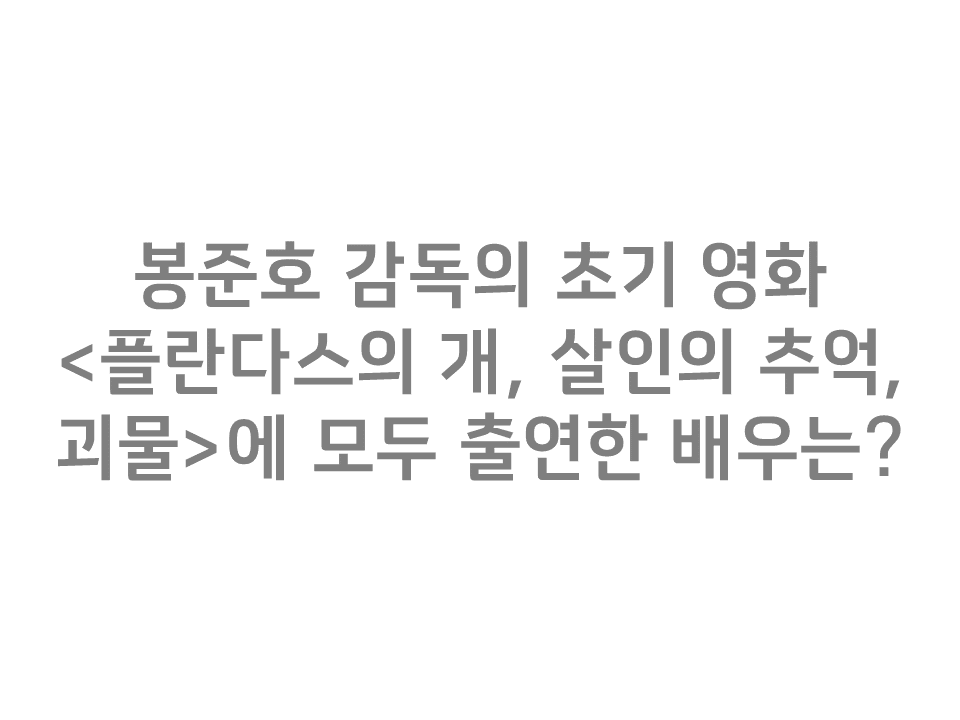 봉준호 감독의 초기 영화
<플란다스의 개, 살인의 추억,
괴물>에 모두 출연한 배우는?